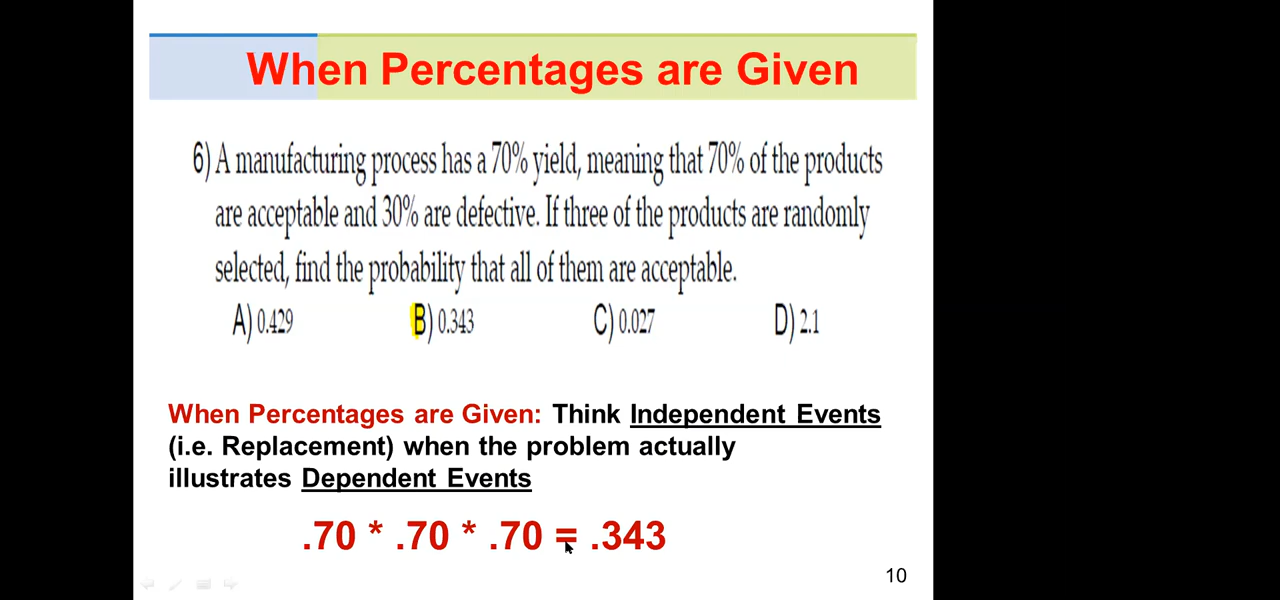 When Percentages are Given
6) A manufacturing process has a 70% yield, meaning that 70% of the products
are acceptable and 30% are defective. If three of the products are randomly
selected, find the probability that all of them are acceptable.
A) 0.429 B) 0.343 C) 0.027 D) 2.1
When Percentages are Given: Think Independent Events
(i.e. Replacement) when the problem actually
illustrates Dependent Events
.70 * .70 * .70 = .343
10